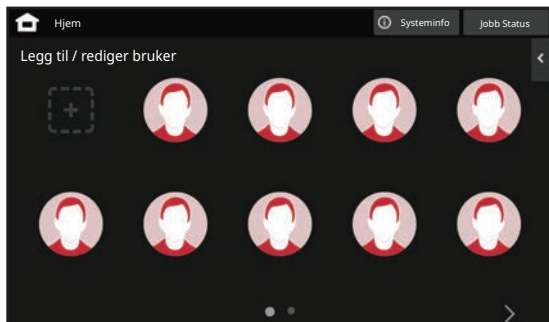 Hjem
Systeminfo
Jobb Status
Legg til / rediger bruker